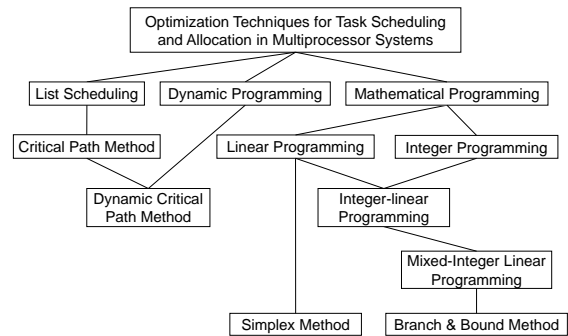 Optimization Techniques for Task Scheduling
and Allocation in Multiprocessor Systems
List Scheduling
Dynamic Programming
Mathematical Programming
Critical Path Method
Linear Programming
Integer Programming
Dynamic Critical
Path Method
Integer-linear
Programming
Mixed-Integer Linear
Programming
Simplex Method
Branch & Bound Method